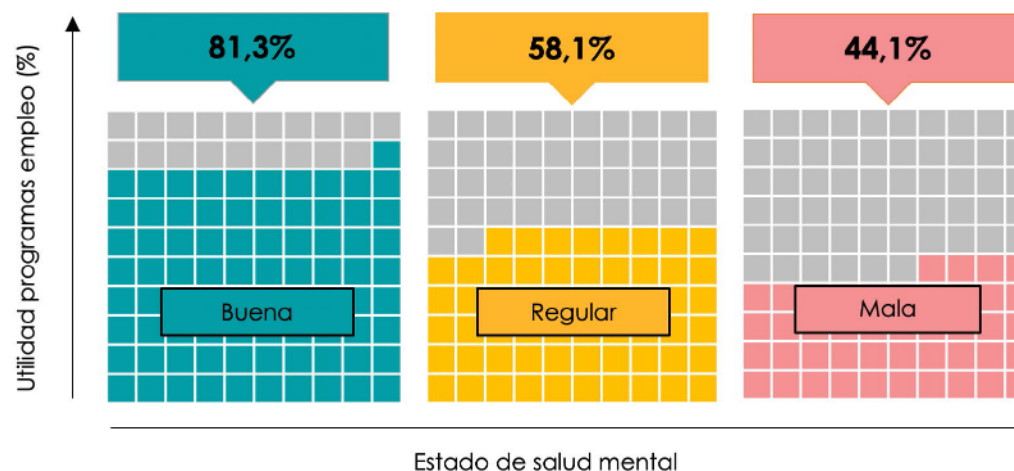 Utilidad programas empleo (%)
81,3%
58,1%
44,1%
Buena
Regular
Mala
Estado de salud mental